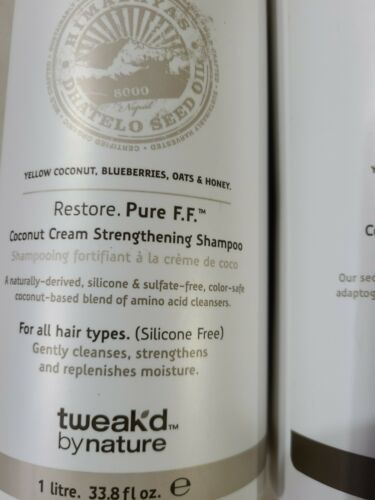 HIMALAYAS
8000
Nepal
DHATELO SEED OIL
YELLOW COCONUT, BLUEBERRIES, OATS & HONEY.
Restore. Pure F.F.™
Coconut Cream Strengthening Shampoo
Shampooing fortifiant à la crème de coco
A naturally-derived, silicone & sulfate-free, color-safe
coconut-based blend of amino acid cleansers.
For all hair types. (Silicone Free)
Gently cleanses, strengthens
and replenishes moisture.
tweak'd™
by nature
1 litre. 33.8 fl oz. ℮
Our
adaptog